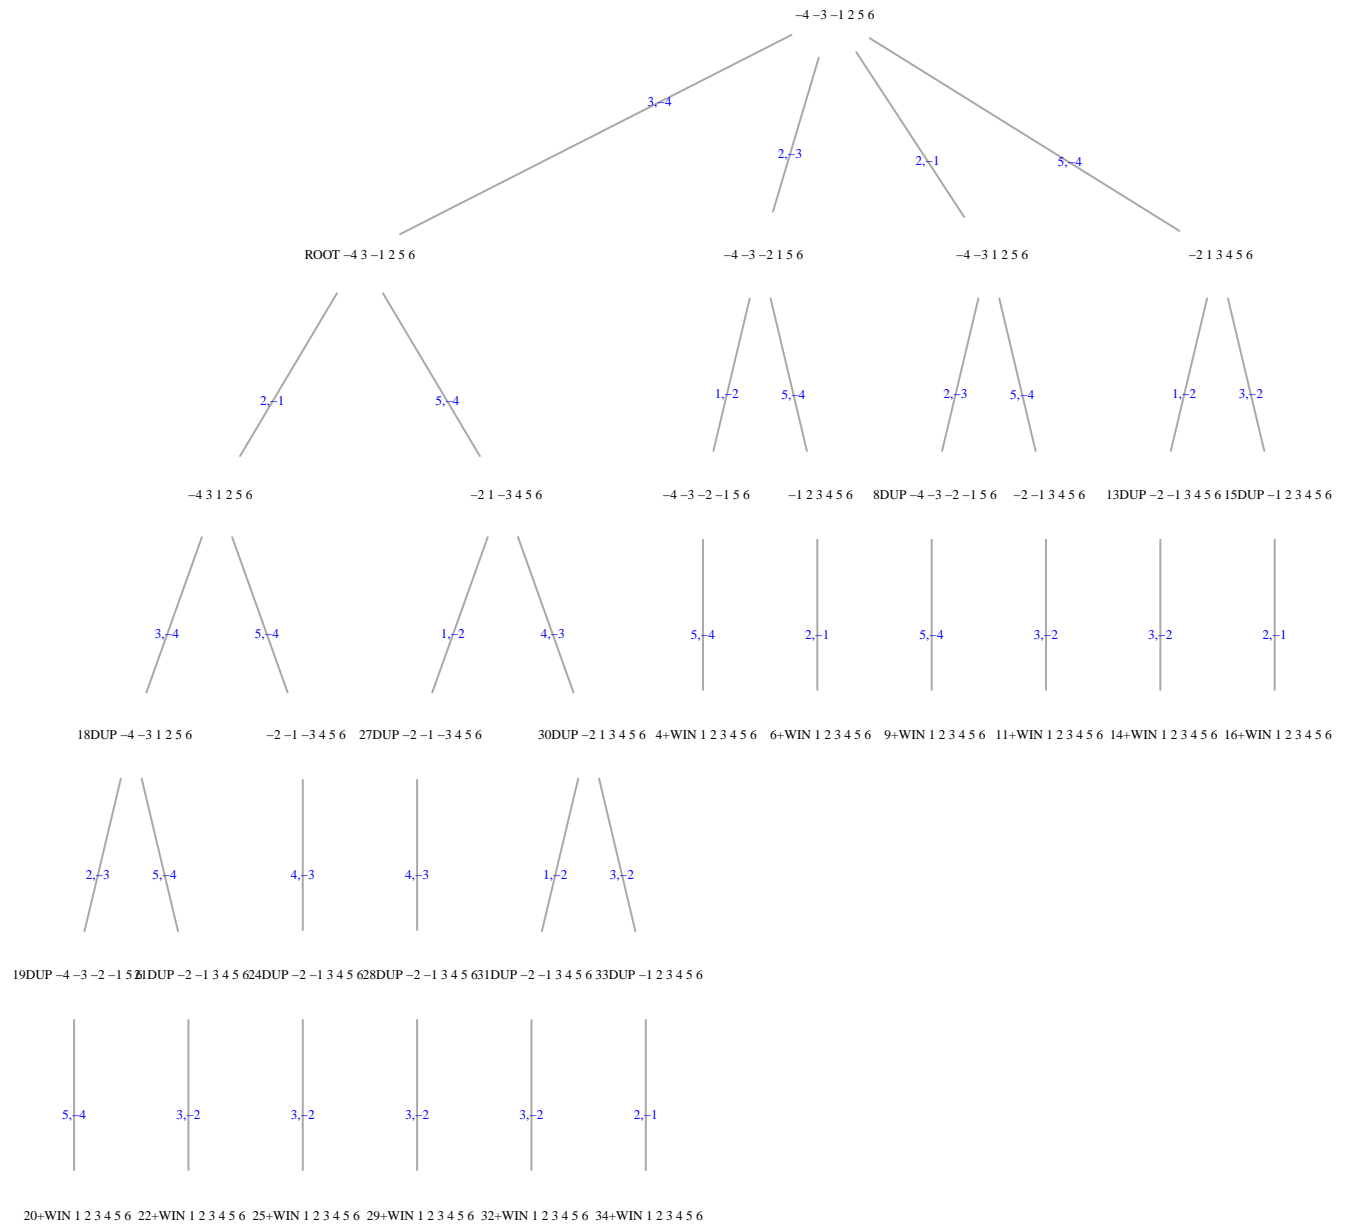 −4 −3 −1 2 5 6
3,−4
2,−3
2,−1
5,−4
ROOT −4 3 −1 2 5 6
−4 −3 −2 1 5 6
−4 −3 1 2 5 6
−2 1 3 4 5 6
2,−1
5,−4
1,−2
5,−4
2,−3
5,−4
1,−2
3,−2
−4 3 1 2 5 6
−2 1 −3 4 5 6
−4 −3 −2 −1 5 6
−1 2 3 4 5 6
8DUP −4 −3 −2 −1 5 6
−2 −1 3 4 5 6
13DUP −2 −1 3 4 5 6
15DUP −1 2 3 4 5 6
3,−4
5,−4
1,−2
4,−3
5,−4
2,−1
5,−4
3,−2
3,−2
2,−1
18DUP −4 −3 1 2 5 6
−2 −1 −3 4 5 6
27DUP −2 −1 −3 4 5 6
30DUP −2 1 3 4 5 6
4+WIN 1 2 3 4 5 6
6+WIN 1 2 3 4 5 6
9+WIN 1 2 3 4 5 6
11+WIN 1 2 3 4 5 6
14+WIN 1 2 3 4 5 6
16+WIN 1 2 3 4 5 6
2,−3
5,−4
4,−3
4,−3
1,−2
3,−2
19DUP −4 −3 −2 −1 5 6
21DUP −2 −1 3 4 5 6
24DUP −2 −1 3 4 5 6
28DUP −2 −1 3 4 5 6
31DUP −2 −1 3 4 5 6
33DUP −1 2 3 4 5 6
5,−4
3,−2
3,−2
3,−2
3,−2
2,−1
20+WIN 1 2 3 4 5 6
22+WIN 1 2 3 4 5 6
25+WIN 1 2 3 4 5 6
29+WIN 1 2 3 4 5 6
32+WIN 1 2 3 4 5 6
34+WIN 1 2 3 4 5 6